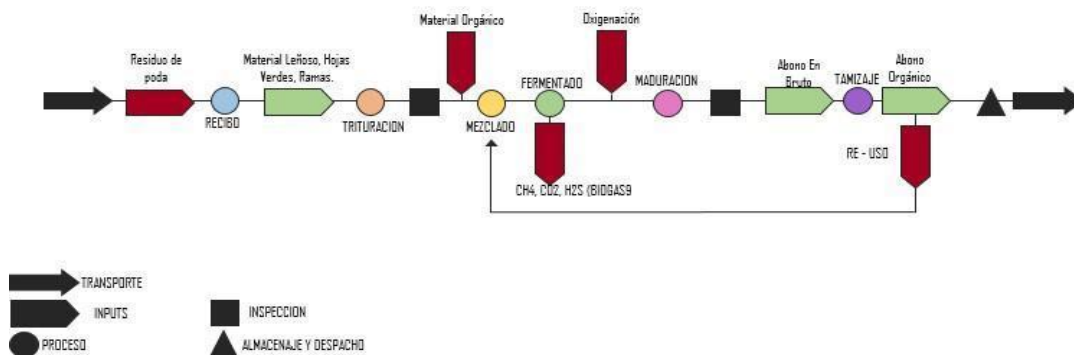 Material Orgánico
Oxigenación
Residuo de
poda
Material Leñoso, Hojas
Verdes, Ramas.
FERMENTADO
MADURACION
Abono En
Bruto
TAMIZAJE
Abono
Orgánico
RECIBO
TRITURACION
MEZCLADO
RE - USO
CH4, CO2, H2S (BIOGAS9
TRANSPORTE
INPUTS
INSPECCION
PROCESO
ALMACENAJE Y DESPACHO